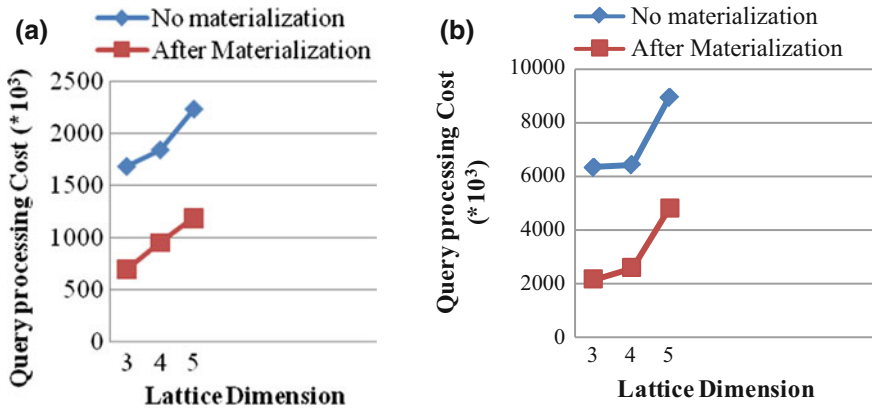 (a)
No materialization
After Materialization
Query processing Cost (*10³)
2500
2000
1500
1000
500
0
3 4 5
Lattice Dimension
(b)
No materialization
After Materialization
Query processing Cost
(*10³)
10000
8000
6000
4000
2000
0
3 4 5
Lattice Dimension